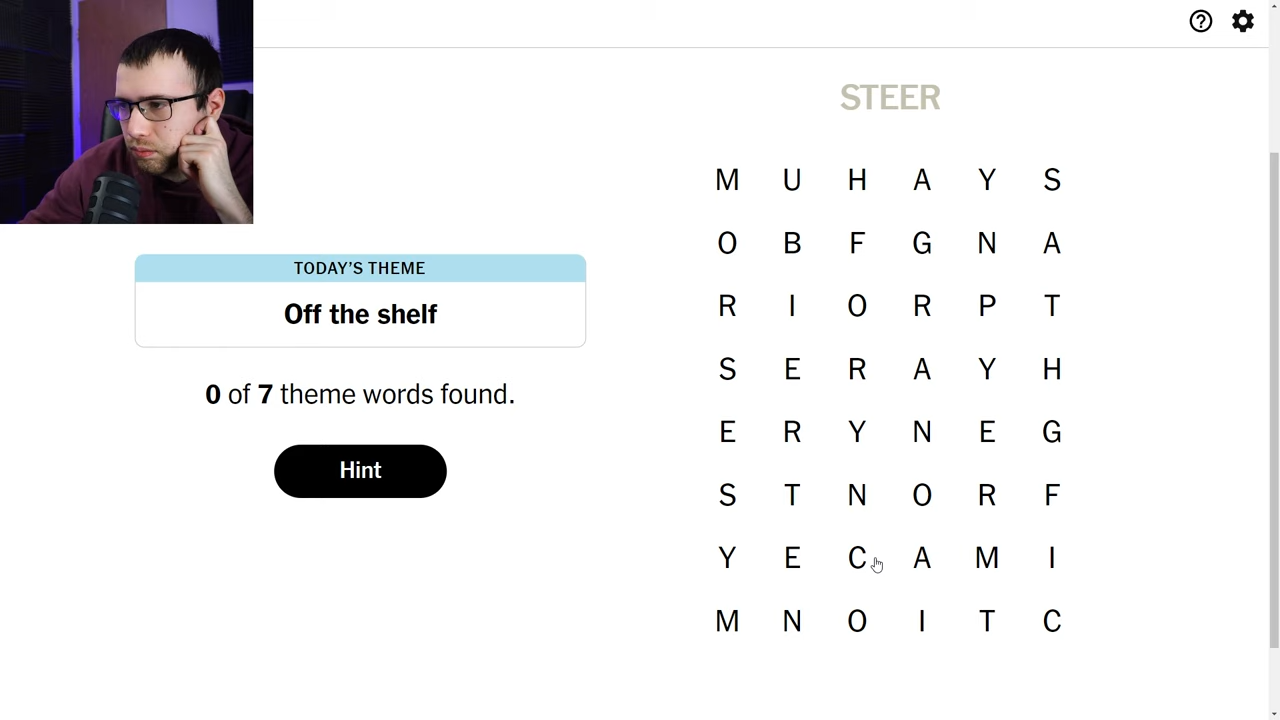 STEER
M U H A Y S
O B F G N A
R I O R P T
S E R A Y H
E R Y N E G
S T N O R F
Y E C A M I
M N O I T C
TODAY'S THEME
Off the shelf
0 of 7 theme words found.
Hint